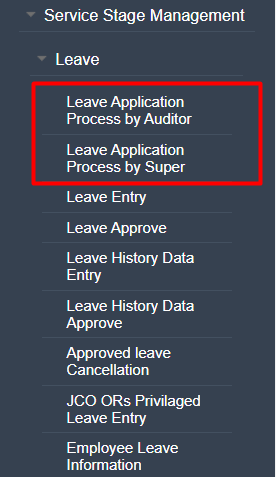 Service Stage Management
Leave
Leave Application
Process by Auditor
Leave Application
Process by Super
Leave Entry
Leave Approve
Leave History Data
Entry
Leave History Data
Approve
Approved leave
Cancellation
JCO ORs Privilaged
Leave Entry
Employee Leave
Information